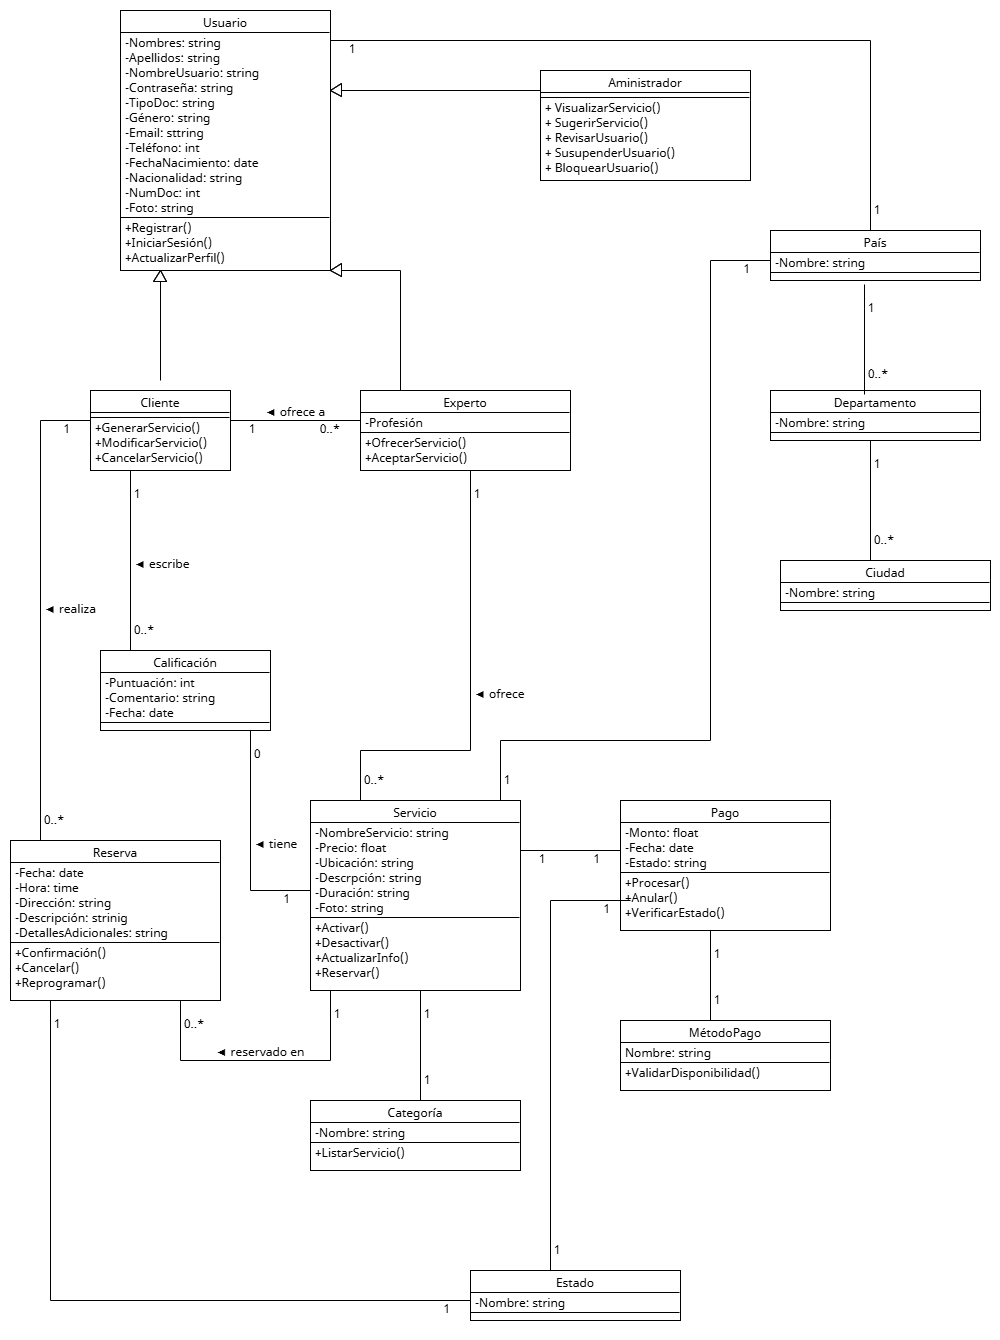 Usuario
-Nombres: string
-Apellidos: string
-NombreUsuario: string
-Contraseña: string
-TipoDoc: string
-Género: string
-Email: sttring
-Teléfono: int
-FechaNacimiento: date
-Nacionalidad: string
-NumDoc: int
-Foto: string
+Registrar()
+IniciarSesión()
+ActualizarPerfil()
1
Aministrador
+ VisualizarServicio()
+ SugerirServicio()
+ RevisarUsuario()
+ SusupenderUsuario()
+ BloquearUsuario()
1
País
-Nombre: string
1
1
0..*
Departamento
-Nombre: string
1
0..*
Ciudad
-Nombre: string
Cliente
+GenerarServicio()
+ModificarServicio()
+CancelarServicio()
◄ ofrece a
1
0..*
Experto
-Profesión
+OfrecerServicio()
+AceptarServicio()
1
1
1
◄ escribe
◄ realiza
0..*
Calificación
-Puntuación: int
-Comentario: string
-Fecha: date
◄ ofrece
0
0..*
1
◄ tiene
1
0..*
Reserva
-Fecha: date
-Hora: time
-Dirección: string
-Descripción: strinig
-DetallesAdicionales: string
+Confirmación()
+Cancelar()
+Reprogramar()
Servicio
-NombreServicio: string
-Precio: float
-Ubicación: string
-Descrpción: string
-Duración: string
-Foto: string
+Activar()
+Desactivar()
+ActualizarInfo()
+Reservar()
1
1
Pago
-Monto: float
-Fecha: date
-Estado: string
+Procesar()
+Anular()
+VerificarEstado()
1
1
1
MétodoPago
Nombre: string
+ValidarDisponibilidad()
1
0..*
◄ reservado en
1
1
1
Categoría
-Nombre: string
+ListarServicio()
1
Estado
-Nombre: string
1